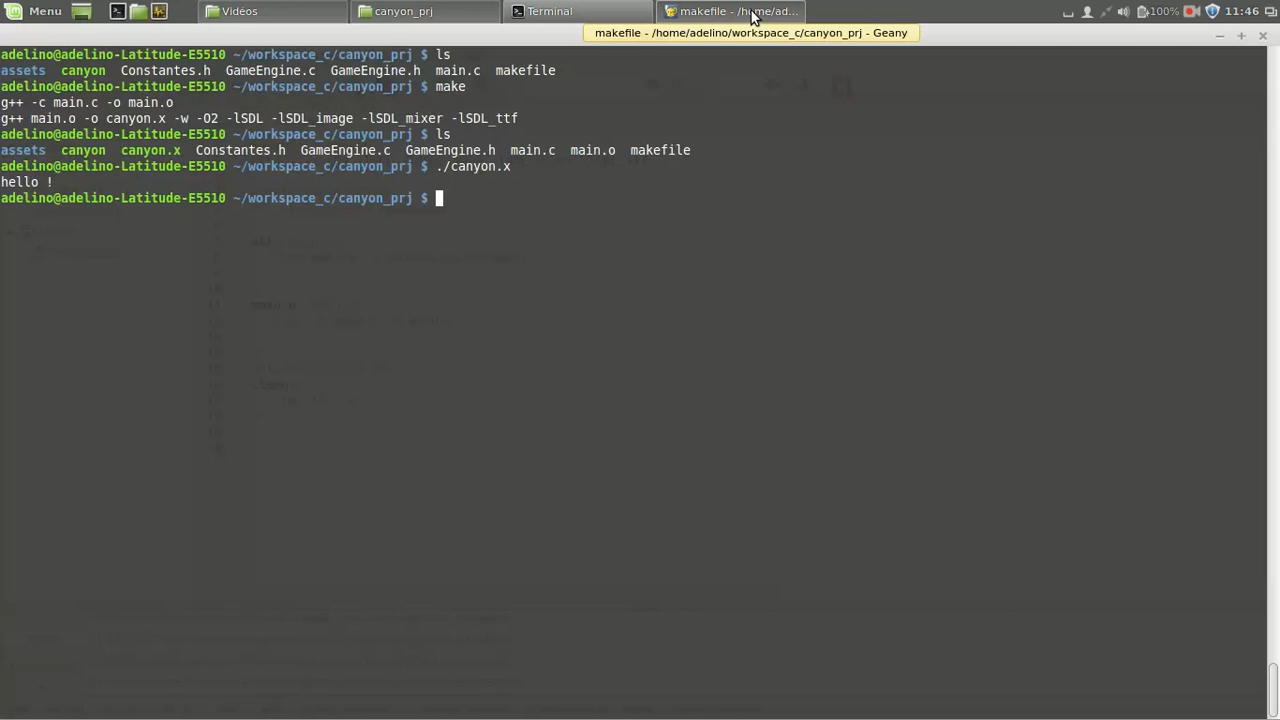 Menu Vidéos canyon_prj Terminal makefile - /home/ad... 100% 11:46
makefile - /home/adelino/workspace_c/canyon_prj - Geany
adelino@adelino-Latitude-E5510 ~/workspace_c/canyon_prj $ ls
assets canyon Constantes.h GameEngine.c GameEngine.h main.c makefile
adelino@adelino-Latitude-E5510 ~/workspace_c/canyon_prj $ make
g++ -c main.c -o main.o
g++ main.o -o canyon.x -w -O2 -lSDL -lSDL_image -lSDL_mixer -lSDL_ttf
adelino@adelino-Latitude-E5510 ~/workspace_c/canyon_prj $ ls
assets canyon canyon.x Constantes.h GameEngine.c GameEngine.h main.c main.o makefile
adelino@adelino-Latitude-E5510 ~/workspace_c/canyon_prj $ ./canyon.x
hello !
adelino@adelino-Latitude-E5510 ~/workspace_c/canyon_prj $